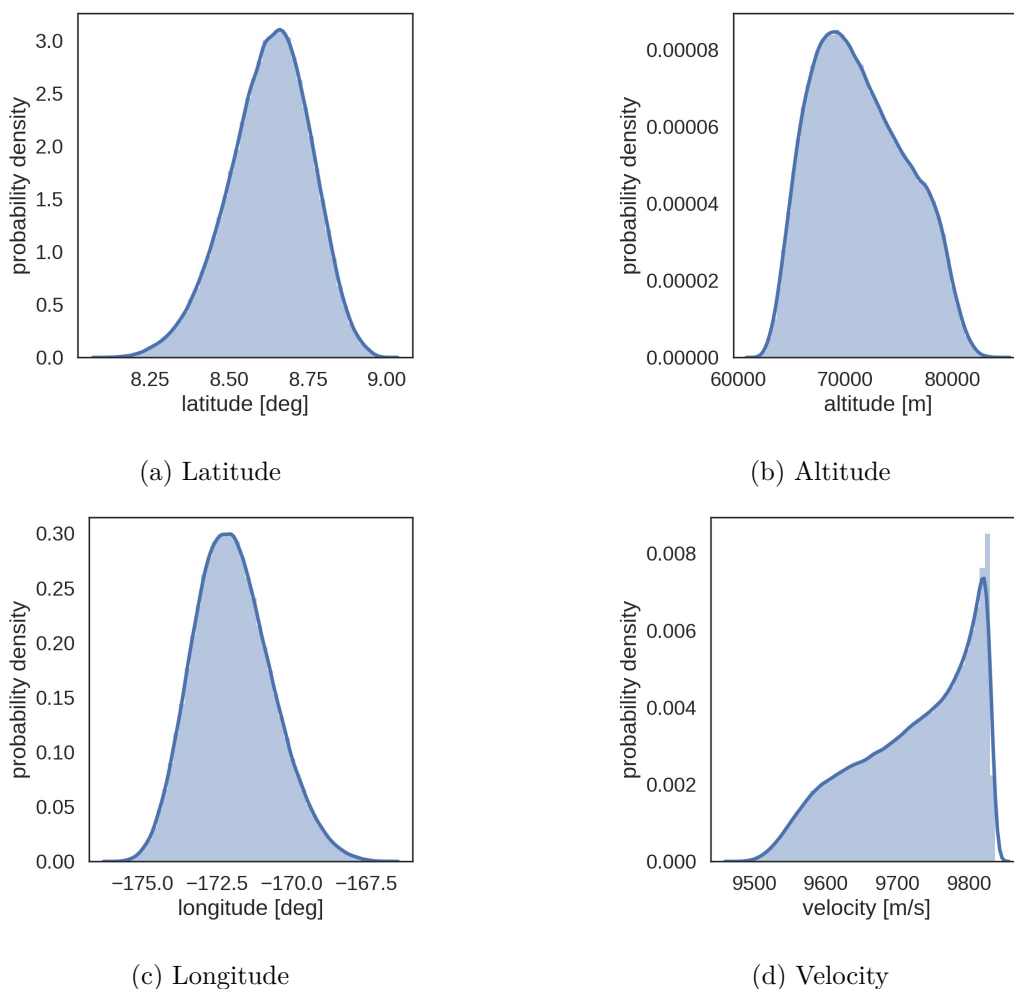 probability density
3.0
2.5
2.0
1.5
1.0
0.5
0.0
8.25 8.50 8.75 9.00
latitude [deg]
(a) Latitude
probability density
0.00008
0.00006
0.00004
0.00002
0.00000
60000 70000 80000
altitude [m]
(b) Altitude
probability density
0.30
0.25
0.20
0.15
0.10
0.05
0.00
−175.0 −172.5 −170.0 −167.5
longitude [deg]
(c) Longitude
probability density
0.008
0.006
0.004
0.002
0.000
9500 9600 9700 9800
velocity [m/s]
(d) Velocity